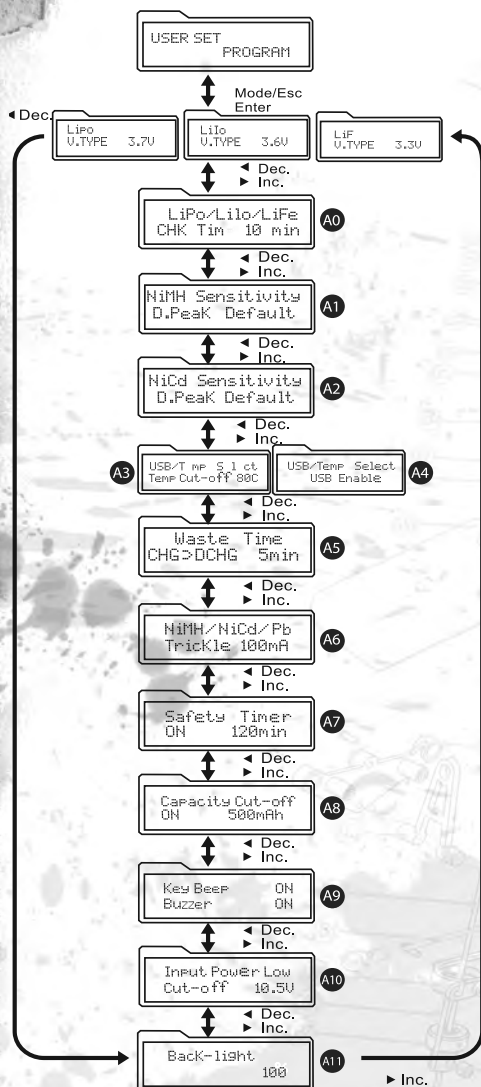 USER SET
PROGRAM
Mode/Esc
Enter
◄ Dec.
Lipo
V.TYPE 3.7V
LiIo
V.TYPE 3.6V
LiF
V.TYPE 3.3V
◄ Dec.
► Inc.
LiPo/LiIo/LiFe
CHK Tim 10 min
A0
◄ Dec.
► Inc.
NiMH Sensitivity
D.PeaK Default
A1
◄ Dec.
► Inc.
NiCd Sensitivity
D.PeaK Default
A2
◄ Dec.
► Inc.
A3
USB/T mp S l ct
Temp Cut-off 80C
USB/Temp Select
USB Enable
A4
◄ Dec.
► Inc.
Waste Time
CHG>DCHG 5min
A5
◄ Dec.
► Inc.
NiMH/NiCd/Pb
TricKle 100mA
A6
◄ Dec.
► Inc.
Safety Timer
ON 120min
A7
◄ Dec.
► Inc.
Capacity Cut-off
ON 500mAh
A8
◄ Dec.
► Inc.
Key Beep ON
Buzzer ON
A9
◄ Dec.
► Inc.
Input Power Low
Cut-off 10.5V
A10
◄ Dec.
► Inc.
BacK-light
100
A11
► Inc.